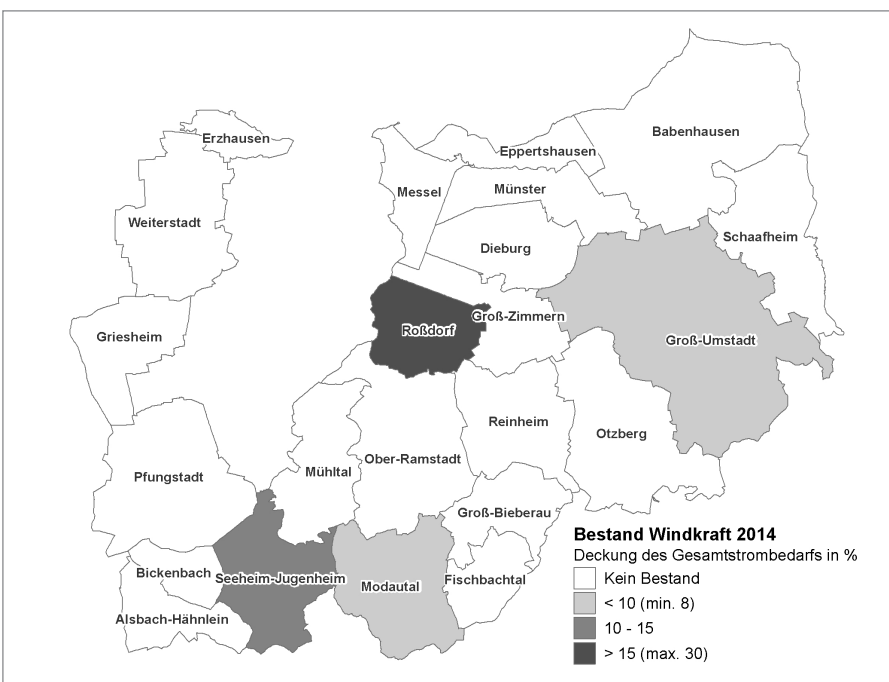 Erzhausen
Babenhausen
Eppertshausen
Messel
Münster
Weiterstadt
Schaafheim
Dieburg
Groß-Zimmern
Roßdorf
Griesheim
Groß-Umstadt
Reinheim
Otzberg
Ober-Ramstadt
Mühltal
Pfungstadt
Groß-Bieberau
Bickenbach
Seeheim-Jugenheim
Modautal
Fischbachtal
Alsbach-Hähnlein
Bestand Windkraft 2014
Deckung des Gesamtstrombedarfs in %
Kein Bestand
< 10 (min. 8)
10 - 15
> 15 (max. 30)